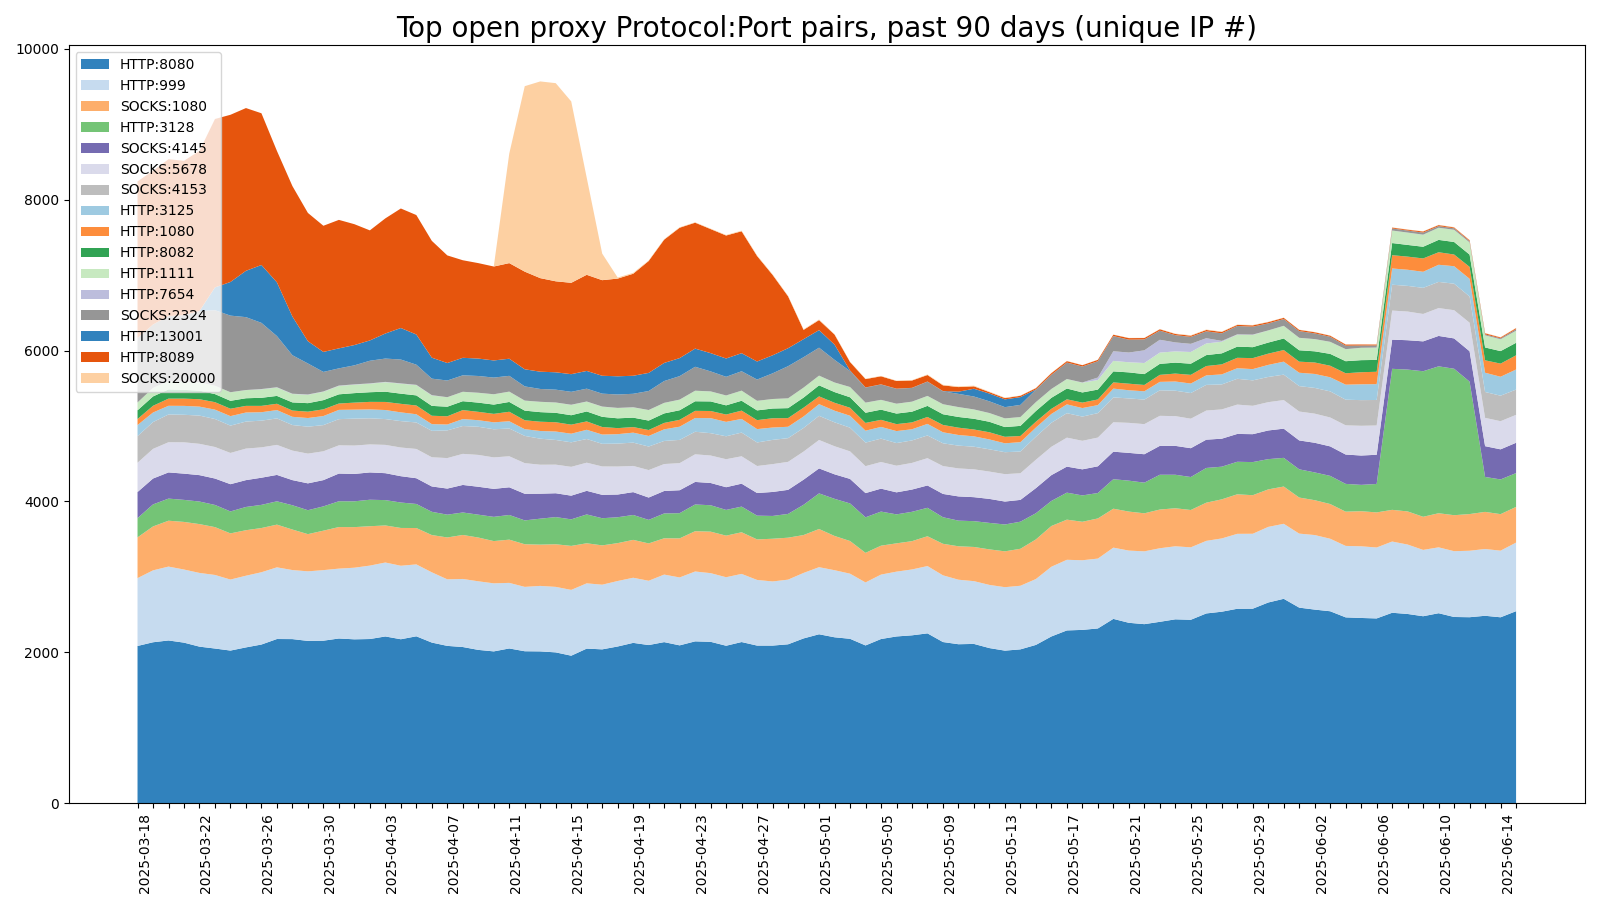 Top open proxy Protocol:Port pairs, past 90 days (unique IP #)
10000
8000
6000
4000
2000
0
HTTP:8080
HTTP:999
SOCKS:1080
HTTP:3128
SOCKS:4145
SOCKS:5678
SOCKS:4153
HTTP:3125
HTTP:1080
HTTP:8082
HTTP:1111
HTTP:7654
SOCKS:2324
HTTP:13001
HTTP:8089
SOCKS:20000
2025-03-18
2025-03-22
2025-03-26
2025-03-30
2025-04-03
2025-04-07
2025-04-11
2025-04-15
2025-04-19
2025-04-23
2025-04-27
2025-05-01
2025-05-05
2025-05-09
2025-05-13
2025-05-17
2025-05-21
2025-05-25
2025-05-29
2025-06-02
2025-06-06
2025-06-10
2025-06-14